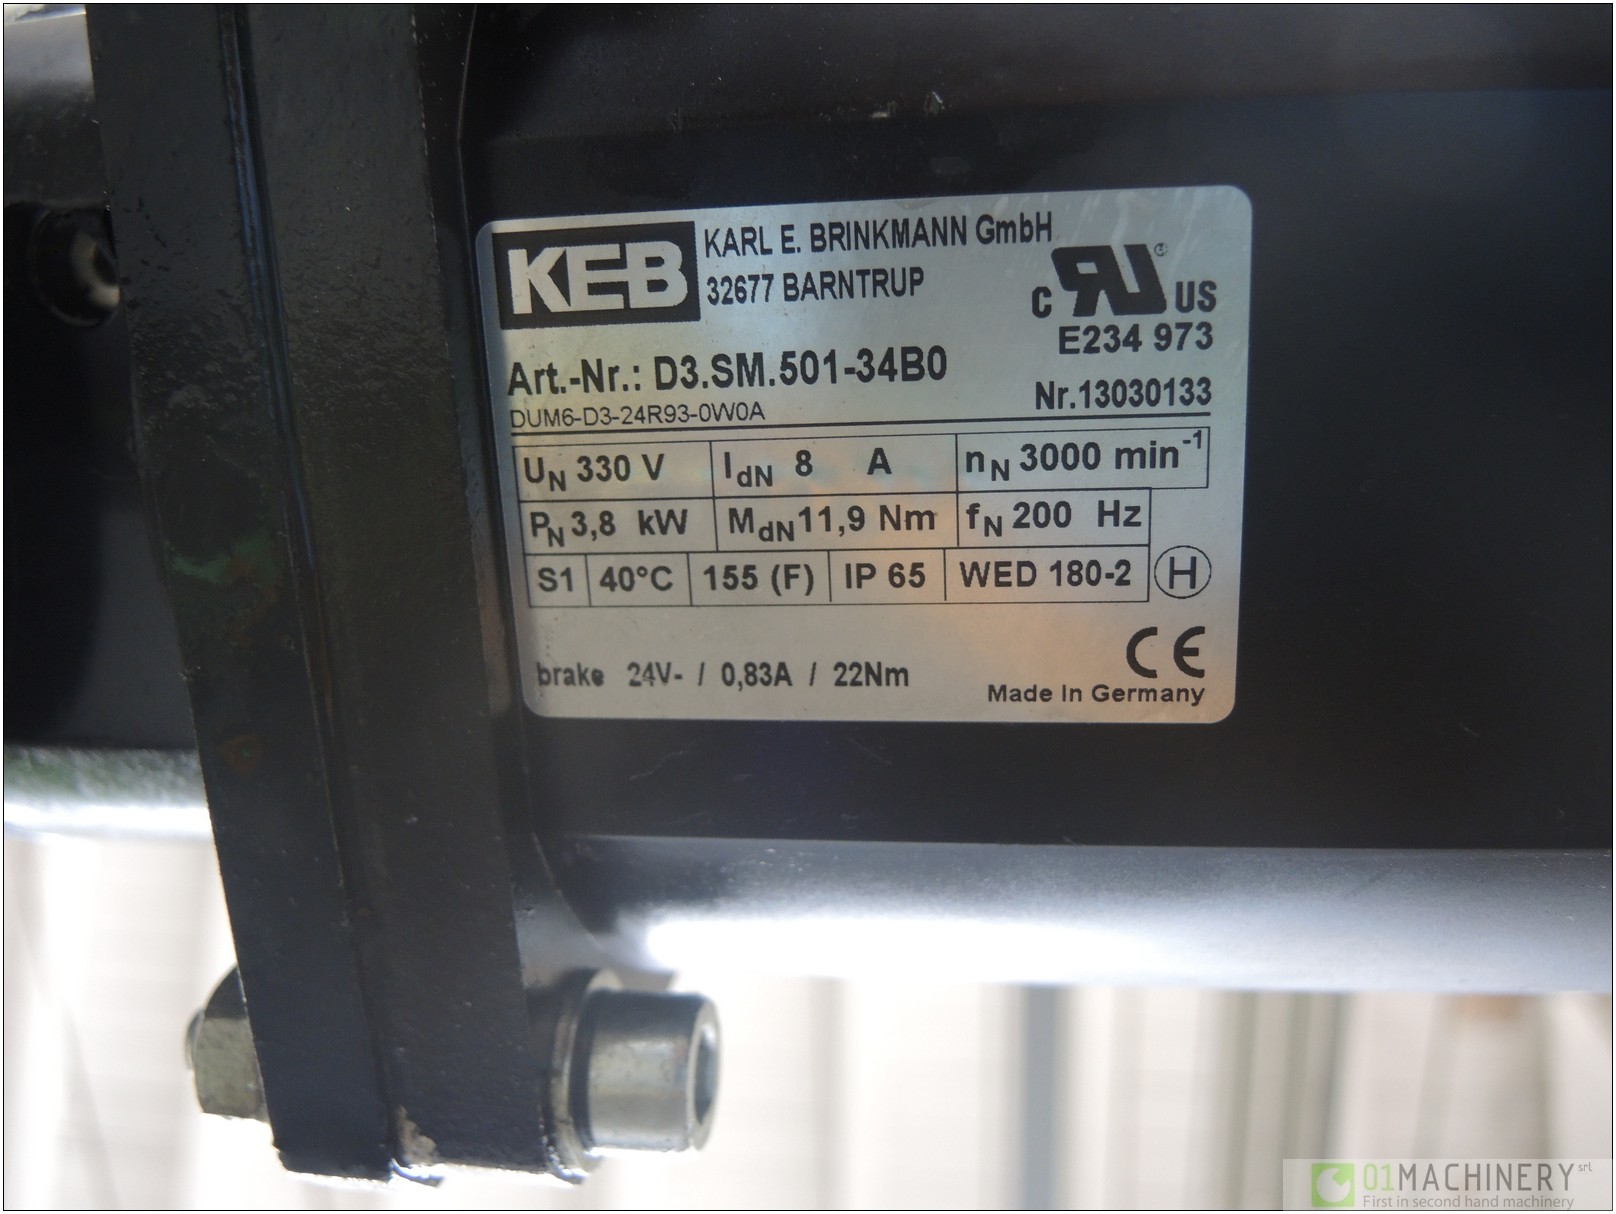 KEB KARL E. BRINKMANN GmbH
32677 BARNTRUP
C RU ® US
E234 973
Art.-Nr.: D3.SM.501-34B0
Nr.13030133
DUM6-D3-24R93-0W0A
UN 330 V IdN 8 A nN 3000 min-1
PN 3,8 kW MdN 11,9 Nm fN 200 Hz
S1 40°C 155 (F) IP 65 WED 180-2 H
CE
brake 24V- / 0,83A / 22Nm
Made In Germany
01MACHINERY srl
First in second hand machinery